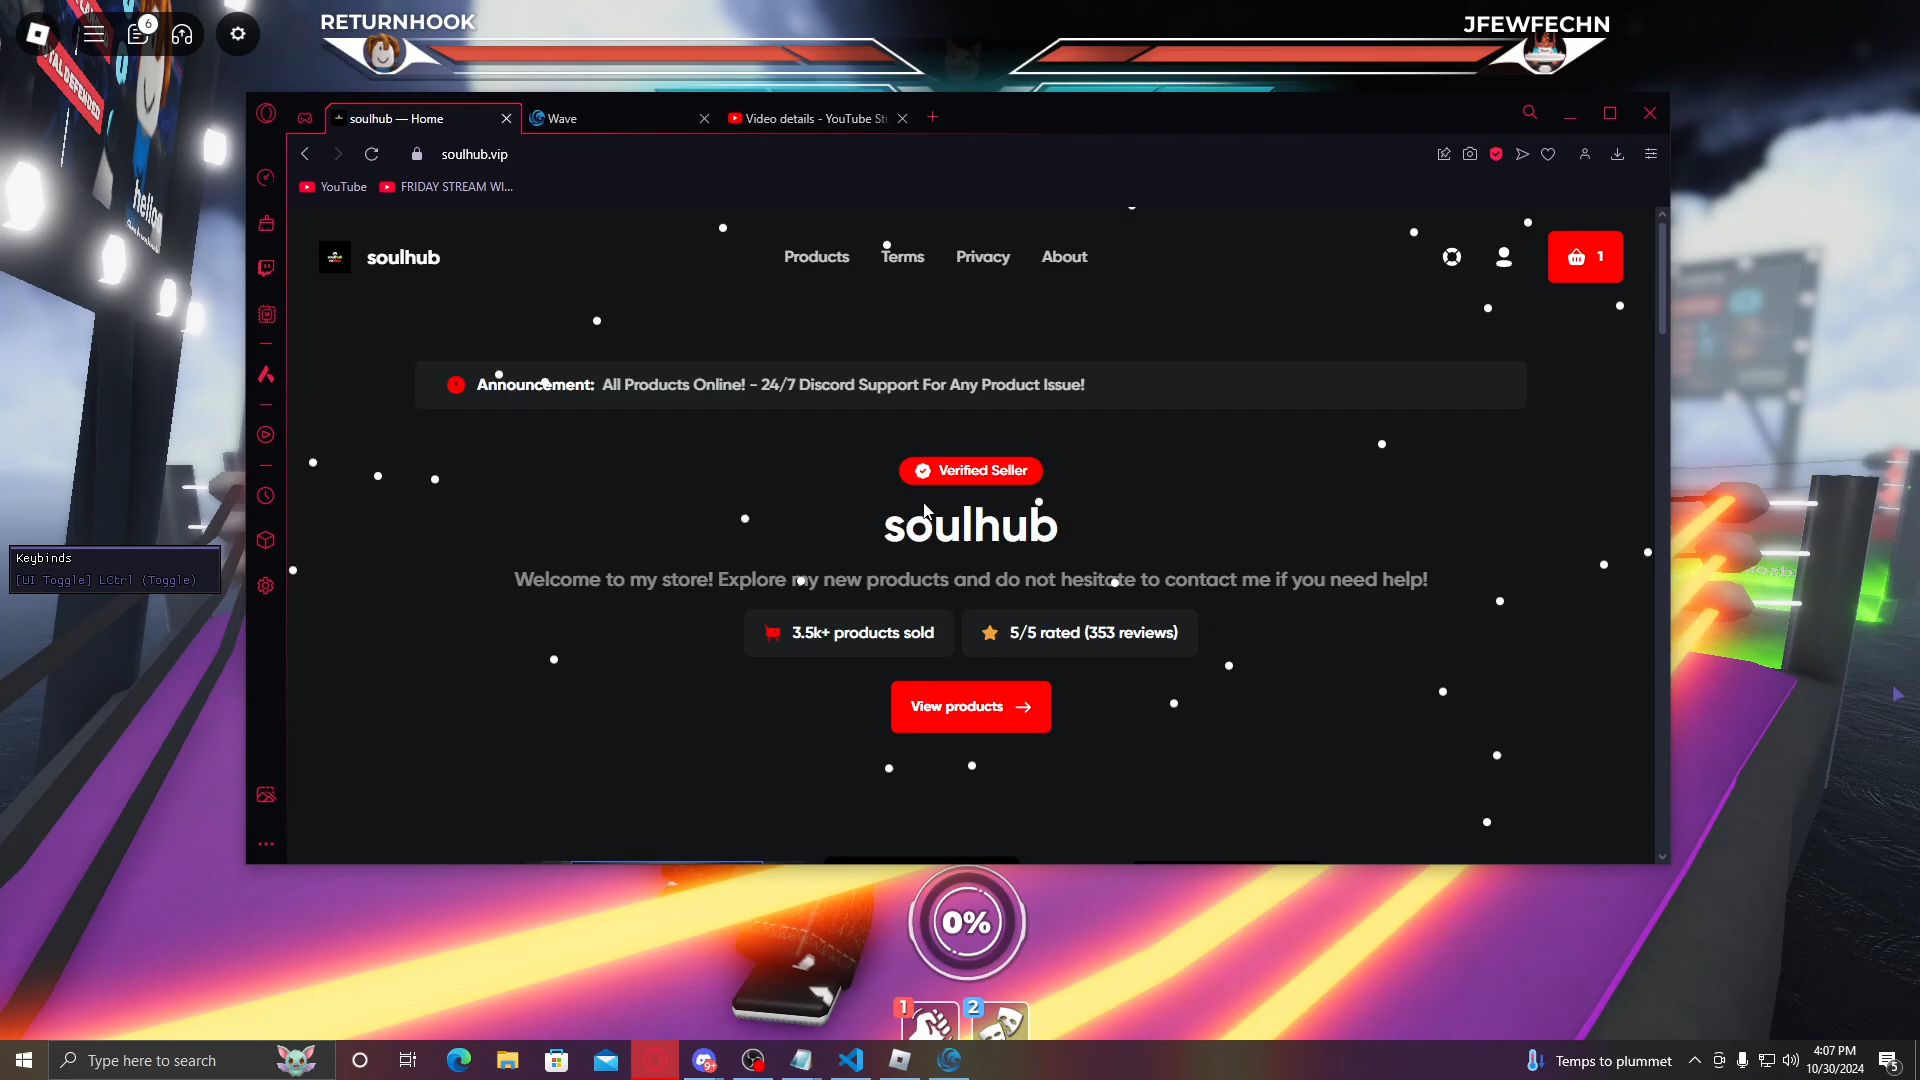 RETURNHOOK
JFEWFECHN
6
soulhub — Home
Wave
Video details - YouTube Stu
soulhub.vip
YouTube
FRIDAY STREAM WI...
hellon
soulhub
Products
Terms
Privacy
About
1
Announcement: All Products Online! - 24/7 Discord Support For Any Product Issue!
Verified Seller
soulhub
Welcome to my store! Explore my new products and do not hesitate to contact me if you need help!
3.5k+ products sold
5/5 rated (353 reviews)
View products
Keybinds
[UI Toggle] LCtrl (Toggle)
0%
1
2
Type here to search
9+
Temps to plummet
4:07 PM
10/30/2024
5